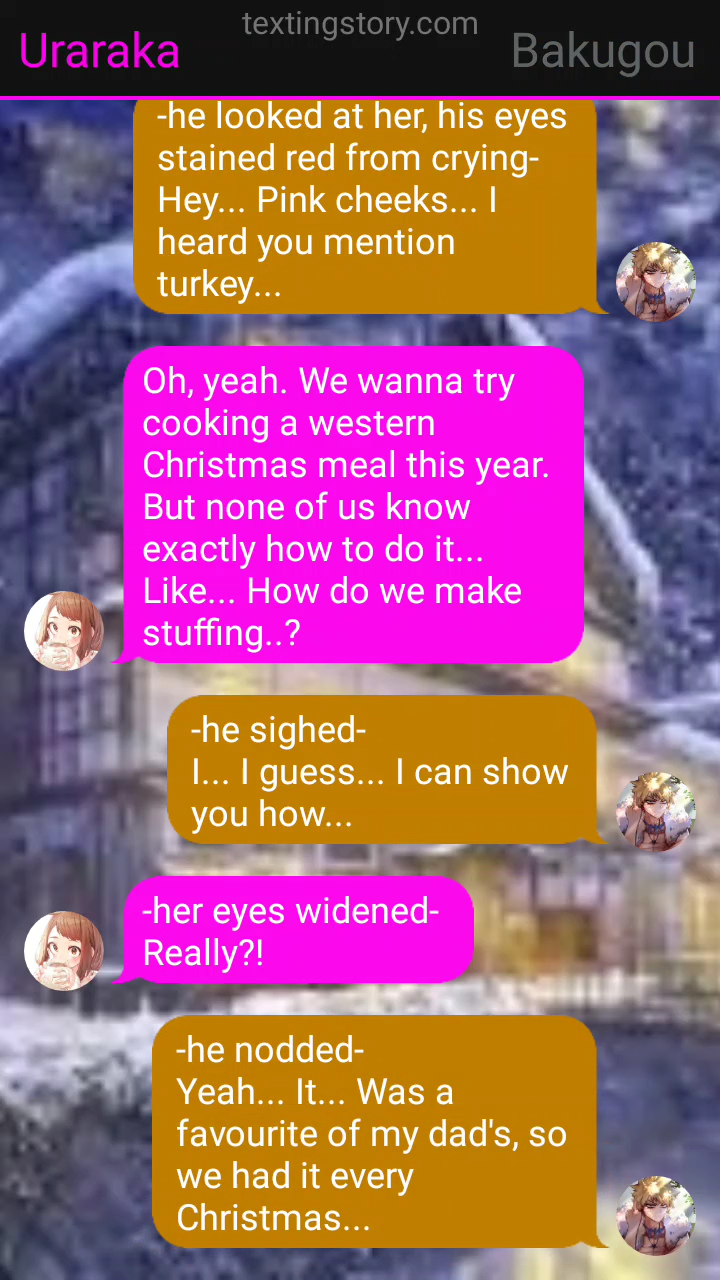 textingstory.com
Uraraka
Bakugou
-he looked at her, his eyes
stained red from crying-
Hey... Pink cheeks... I
heard you mention
turkey...
Oh, yeah. We wanna try
cooking a western
Christmas meal this year.
But none of us know
exactly how to do it...
Like... How do we make
stuffing..?
-he sighed-
I... I guess... I can show
you how...
-her eyes widened-
Really?!
-he nodded-
Yeah... It... Was a
favourite of my dad's, so
we had it every
Christmas...